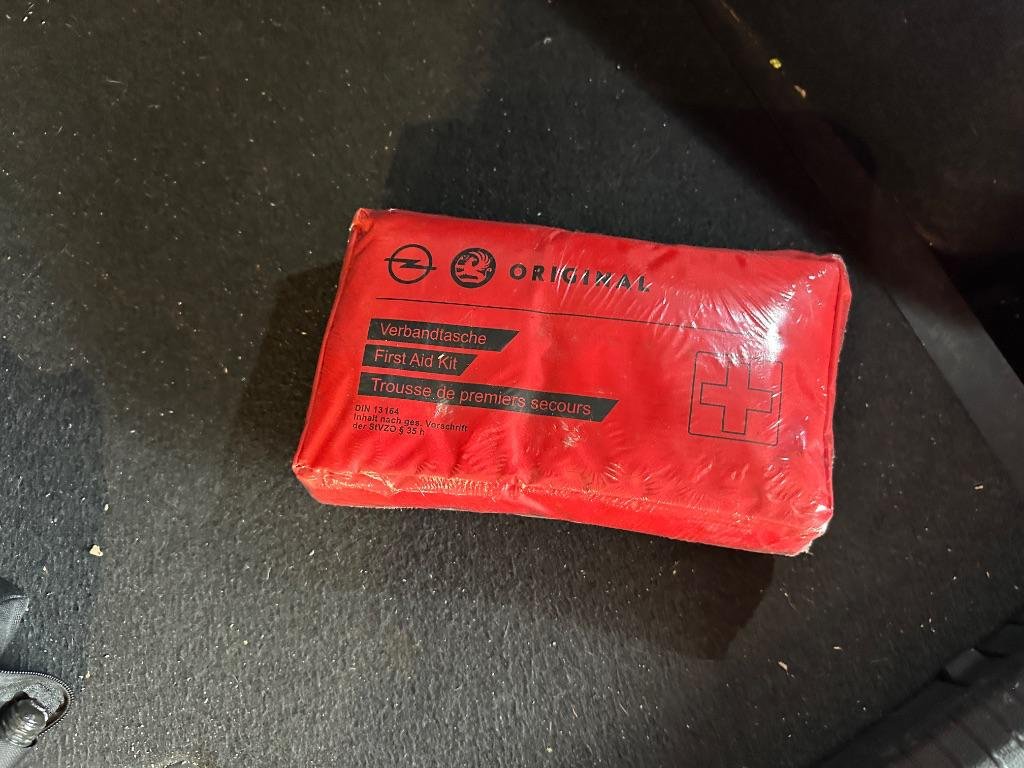 ORIGINAL
Verbandtasche
First Aid Kit
Trousse de premiers secours
DIN 13164
Inhalt nach ges. Vorschrift
der StVZO § 35 h